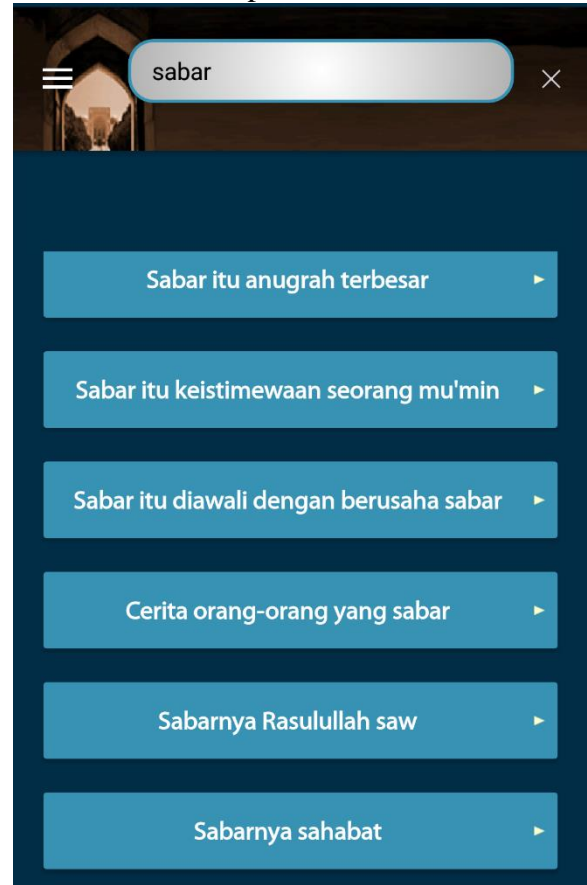 sabar
Sabar itu anugrah terbesar
Sabar itu keistimewaan seorang mu'min
Sabar itu diawali dengan berusaha sabar
Cerita orang-orang yang sabar
Sabarnya Rasulullah saw
Sabarnya sahabat